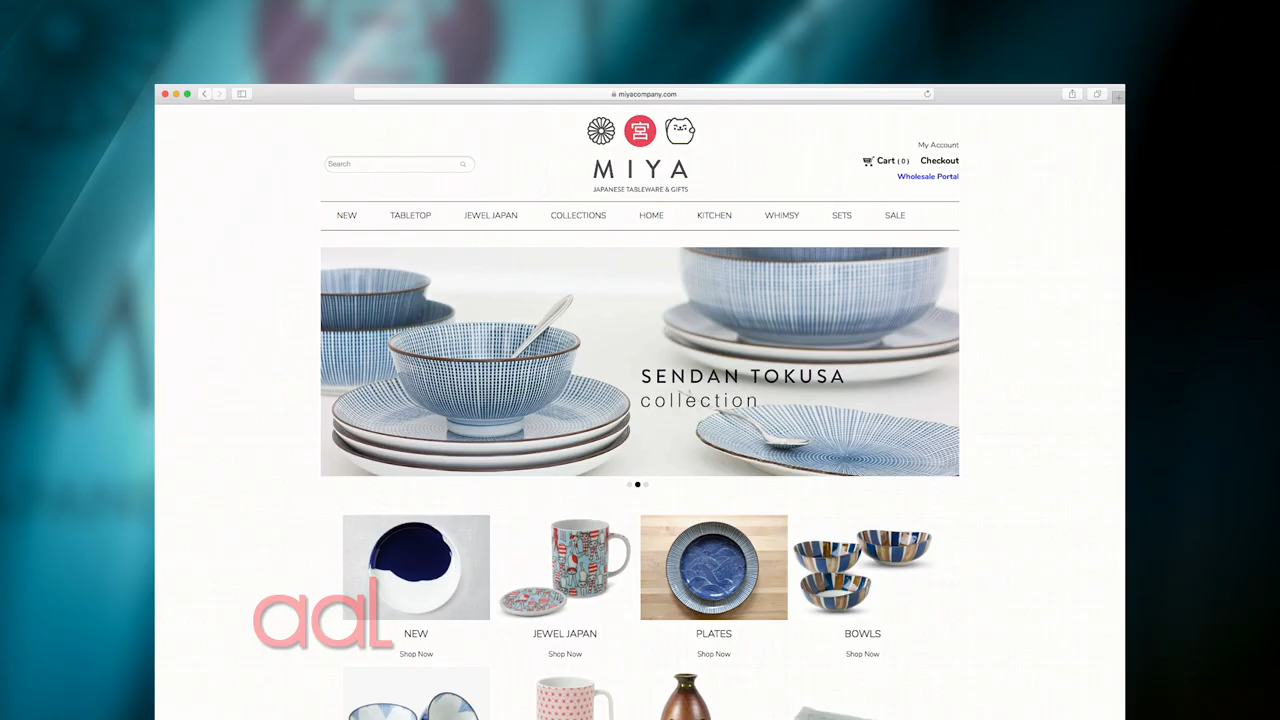 miyacompany.com
宮
MIYA
JAPANESE TABLEWARE & GIFTS
Search
My Account
Cart ( 0 ) Checkout
Wholesale Portal
NEW TABLETOP JEWEL JAPAN COLLECTIONS HOME KITCHEN WHIMSY SETS SALE
SENDAN TOKUSA
collection
aal
NEW JEWEL JAPAN PLATES BOWLS
Shop Now Shop Now Shop Now Shop Now